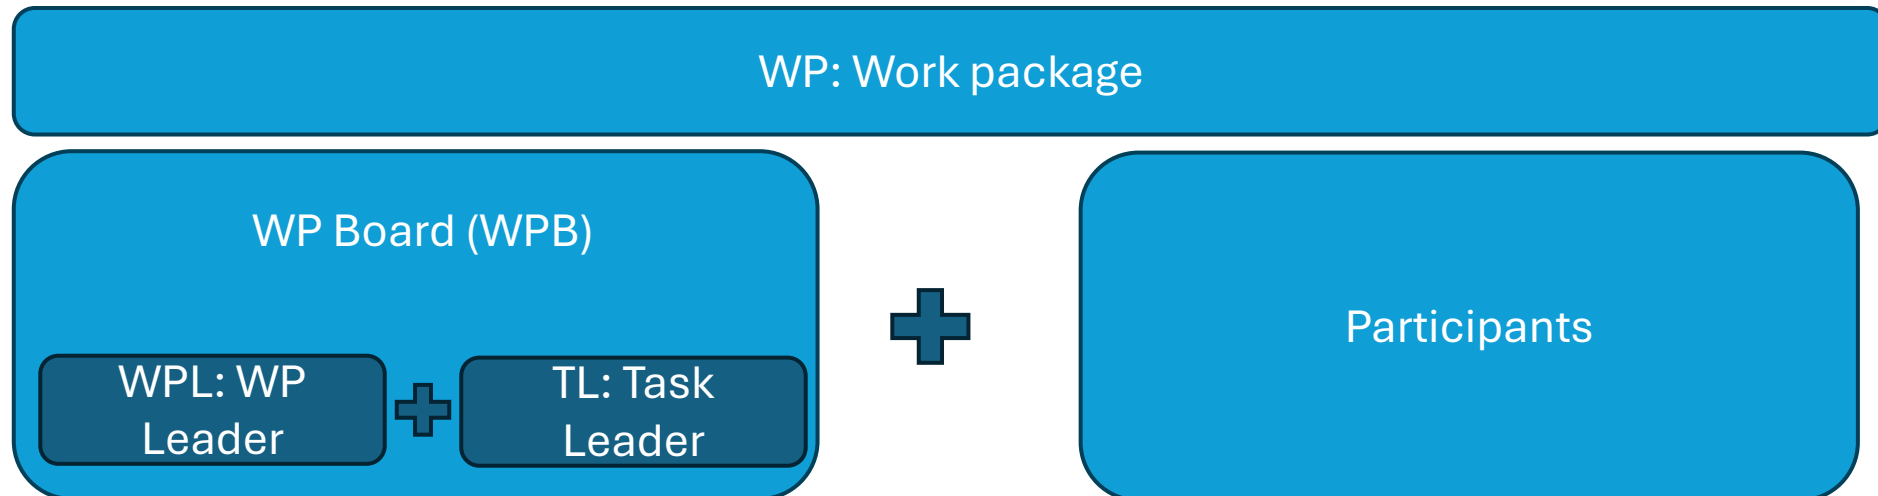 WP: Work package
WP Board (WPB)
WPL: WP
Leader
TL: Task
Leader
Participants